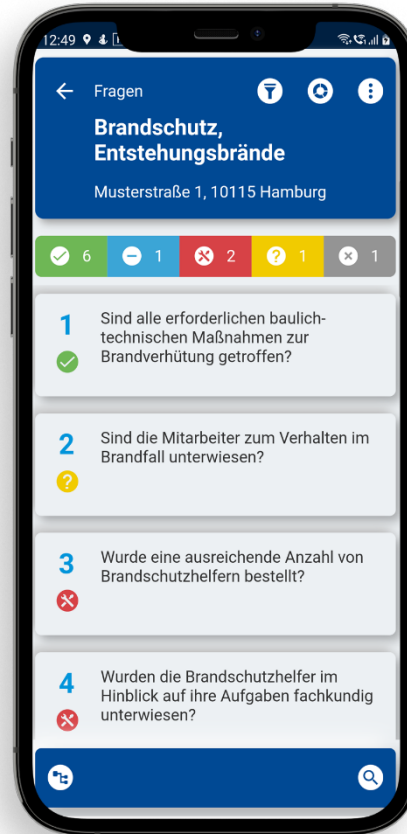 12:49
Fragen
Brandschutz,
Entstehungsbrände
Musterstraße 1, 10115 Hamburg
6 1 2 ? 1 1
1 Sind alle erforderlichen baulich-
technischen Maßnahmen zur
Brandverhütung getroffen?
2 Sind die Mitarbeiter zum Verhalten im
Brandfall unterwiesen?
?
3 Wurde eine ausreichende Anzahl von
Brandschutzhelfern bestellt?
4 Wurden die Brandschutzhelfer im
Hinblick auf ihre Aufgaben fachkundig
unterwiesen?